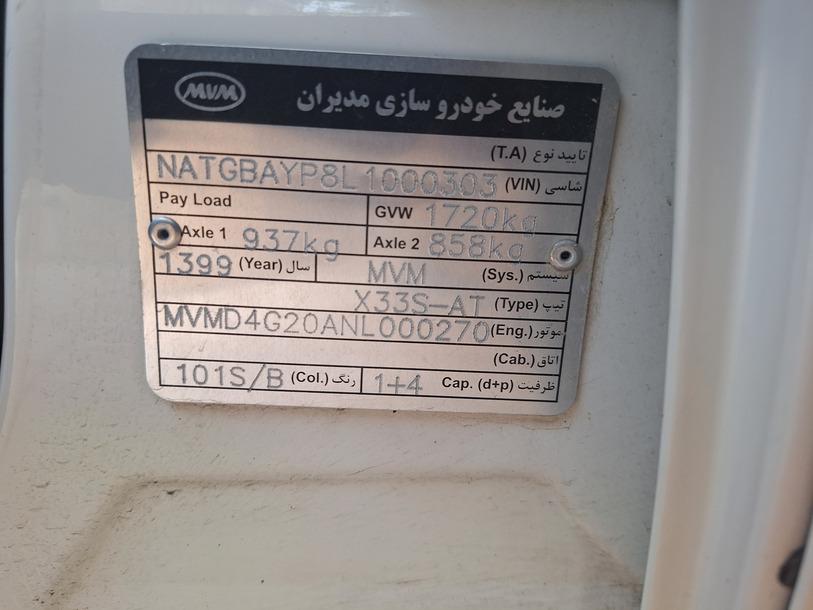 MVM صنایع خودرو سازی مدیران
تایید نوع (T.A)
NATGBAYP8L1000303 شاسی (VIN)
Pay Load GVW 1720kg
Axle 1 937kg Axle 2 858kg
1399 سال (Year) MVM سیستم (Sys.)
X33S-AT تیپ (Type)
MVMD4G20ANL000270 موتور (Eng.)
اتاق (Cab.)
101S/B رنگ (Col.) 1+4 Cap. (d+p) ظرفیت